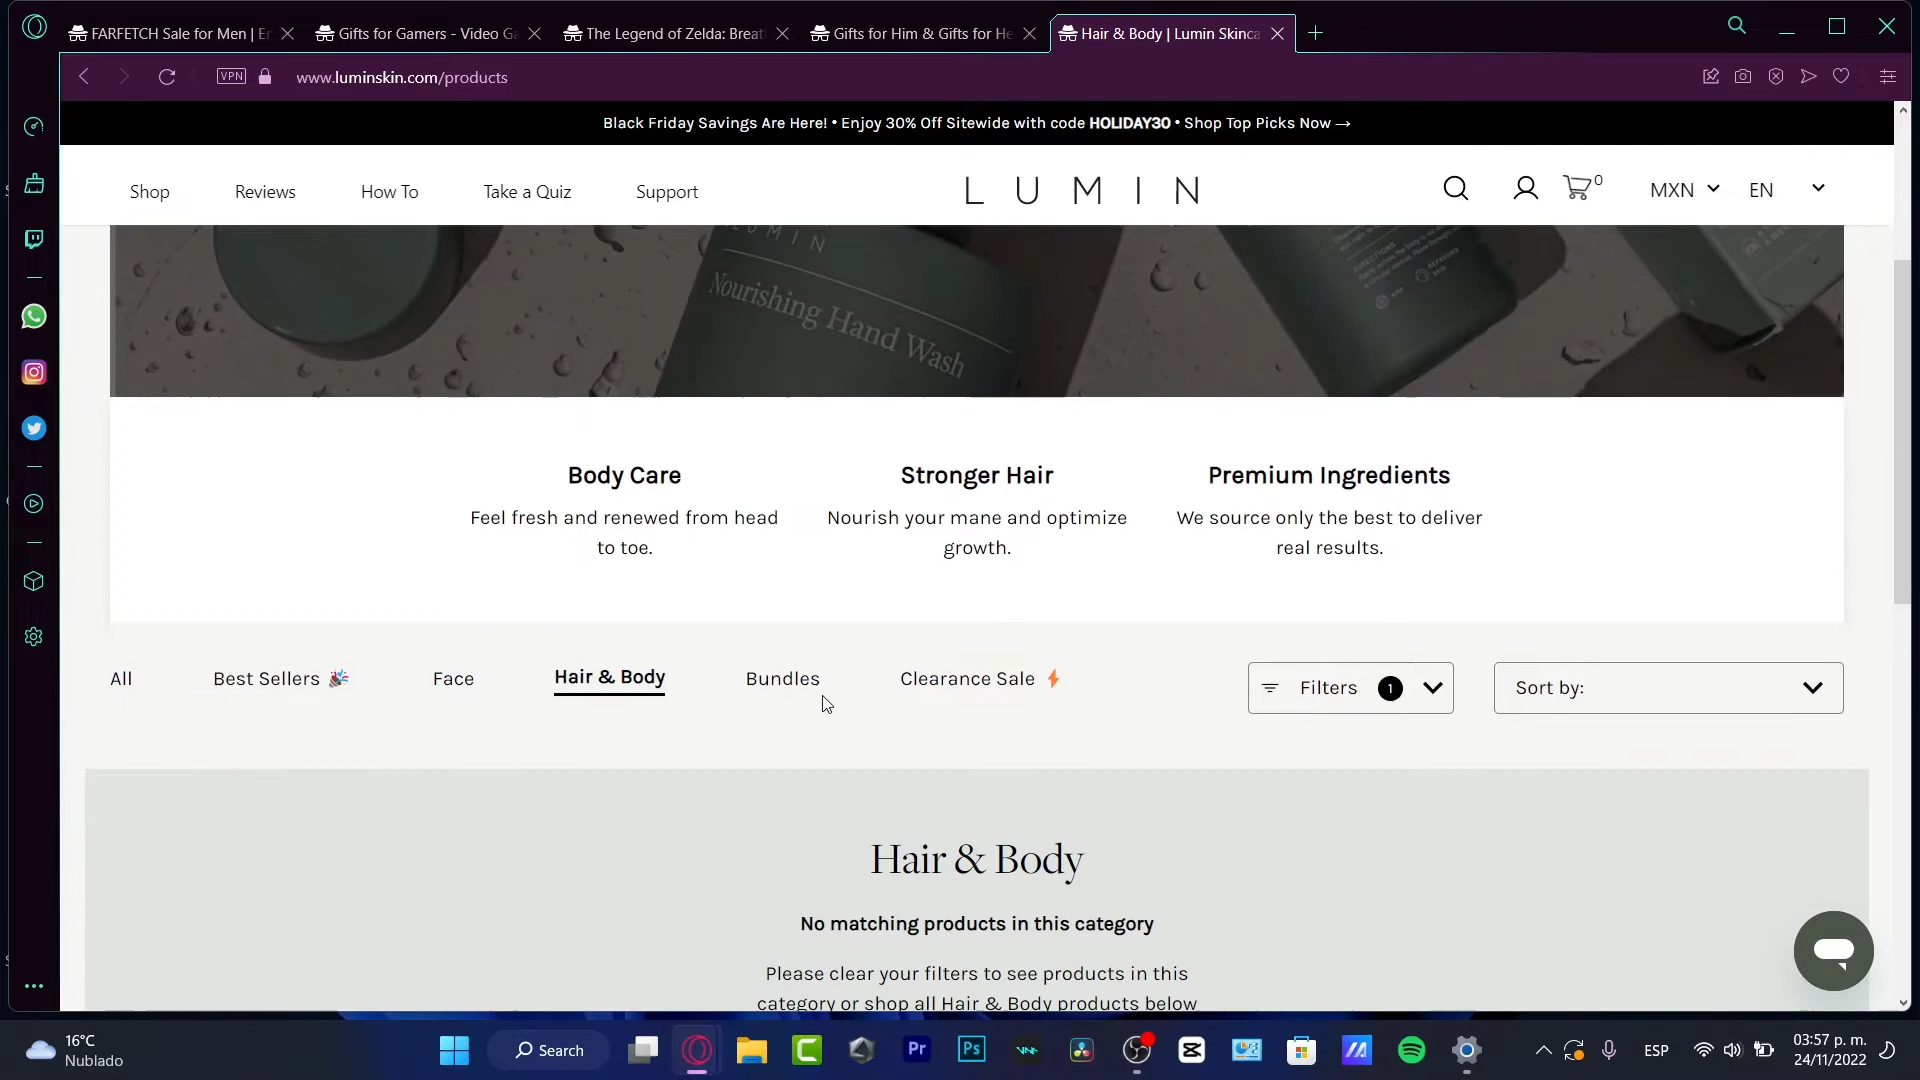 FARFETCH Sale for Men | E
Gifts for Gamers - Video Ga
The Legend of Zelda: Breat
Gifts for Him & Gifts for He
Hair & Body | Lumin Skinca
VPN
www.luminskin.com/products
Black Friday Savings Are Here! • Enjoy 30% Off Sitewide with code HOLIDAY30 • Shop Top Picks Now →
Shop
Reviews
How To
Take a Quiz
Support
LUMIN
0
MXN
EN
LUMIN
Nourishing Hand Wash
DIRECTIONS
Body Care
Feel fresh and renewed from head
to toe.
Stronger Hair
Nourish your mane and optimize
growth.
Premium Ingredients
We source only the best to deliver
real results.
All
Best Sellers
Face
Hair & Body
Bundles
Clearance Sale
Filters
1
Sort by:
Hair & Body
No matching products in this category
Please clear your filters to see products in this
category or shop all Hair & Body products below
16°C
Nublado
Search
Pr
Ps
ESP
03:57 p. m.
24/11/2022